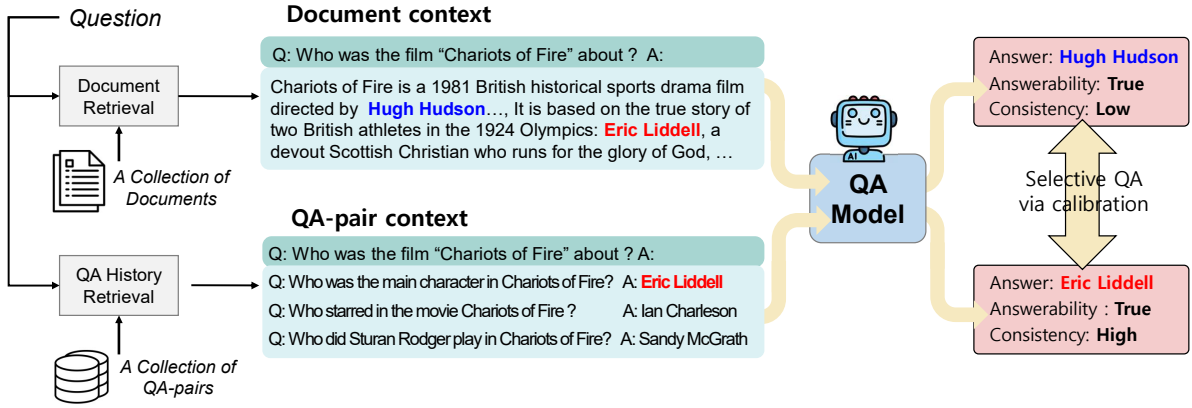 Question
Document
Retrieval
A Collection of
Documents
QA History
Retrieval
A Collection of
QA-pairs
Document context
Q: Who was the film “Chariots of Fire” about ? A:
Chariots of Fire is a 1981 British historical sports drama film
directed by Hugh Hudson…, It is based on the true story of
two British athletes in the 1924 Olympics: Eric Liddell, a
devout Scottish Christian who runs for the glory of God, …
QA-pair context
Q: Who was the film “Chariots of Fire” about ? A:
Q: Who was the main character in Chariots of Fire? A: Eric Liddell
Q: Who starred in the movie Chariots of Fire ? A: Ian Charleson
Q: Who did Sturan Rodger play in Chariots of Fire? A: Sandy McGrath
AI
QA
Model
Answer: Hugh Hudson
Answerability: True
Consistency: Low
Selective QA
via calibration
Answer: Eric Liddell
Answerability : True
Consistency: High